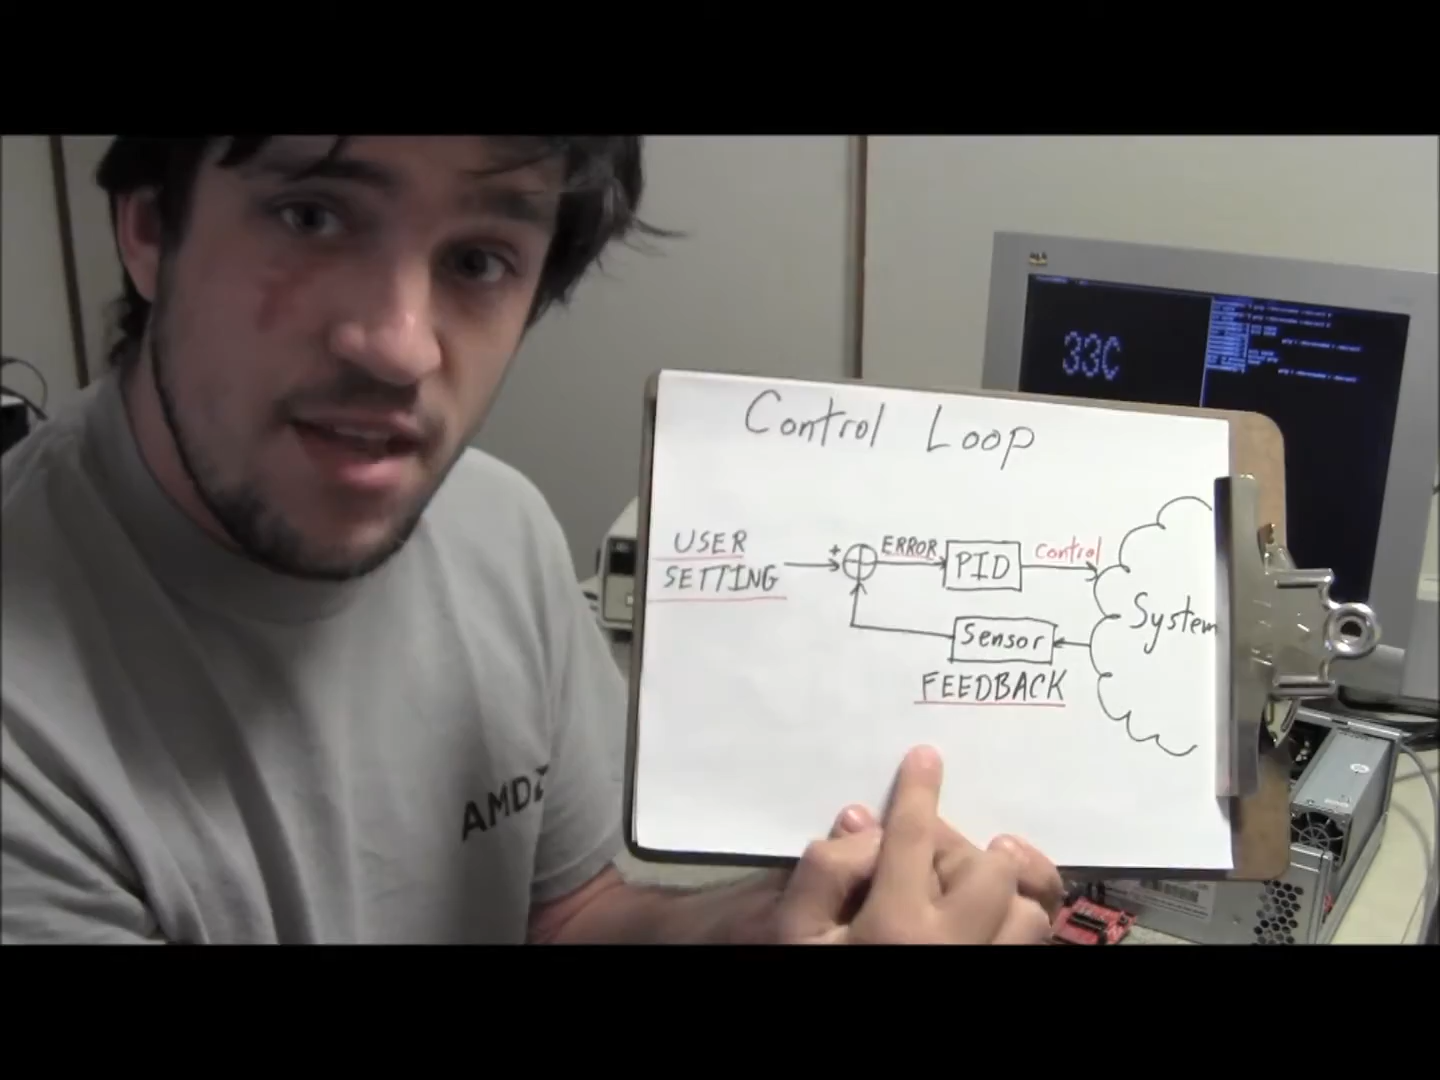 Control Loop
USER
SETTING
+
ERROR
PID
control
System
Sensor
FEEDBACK
33C
AMD